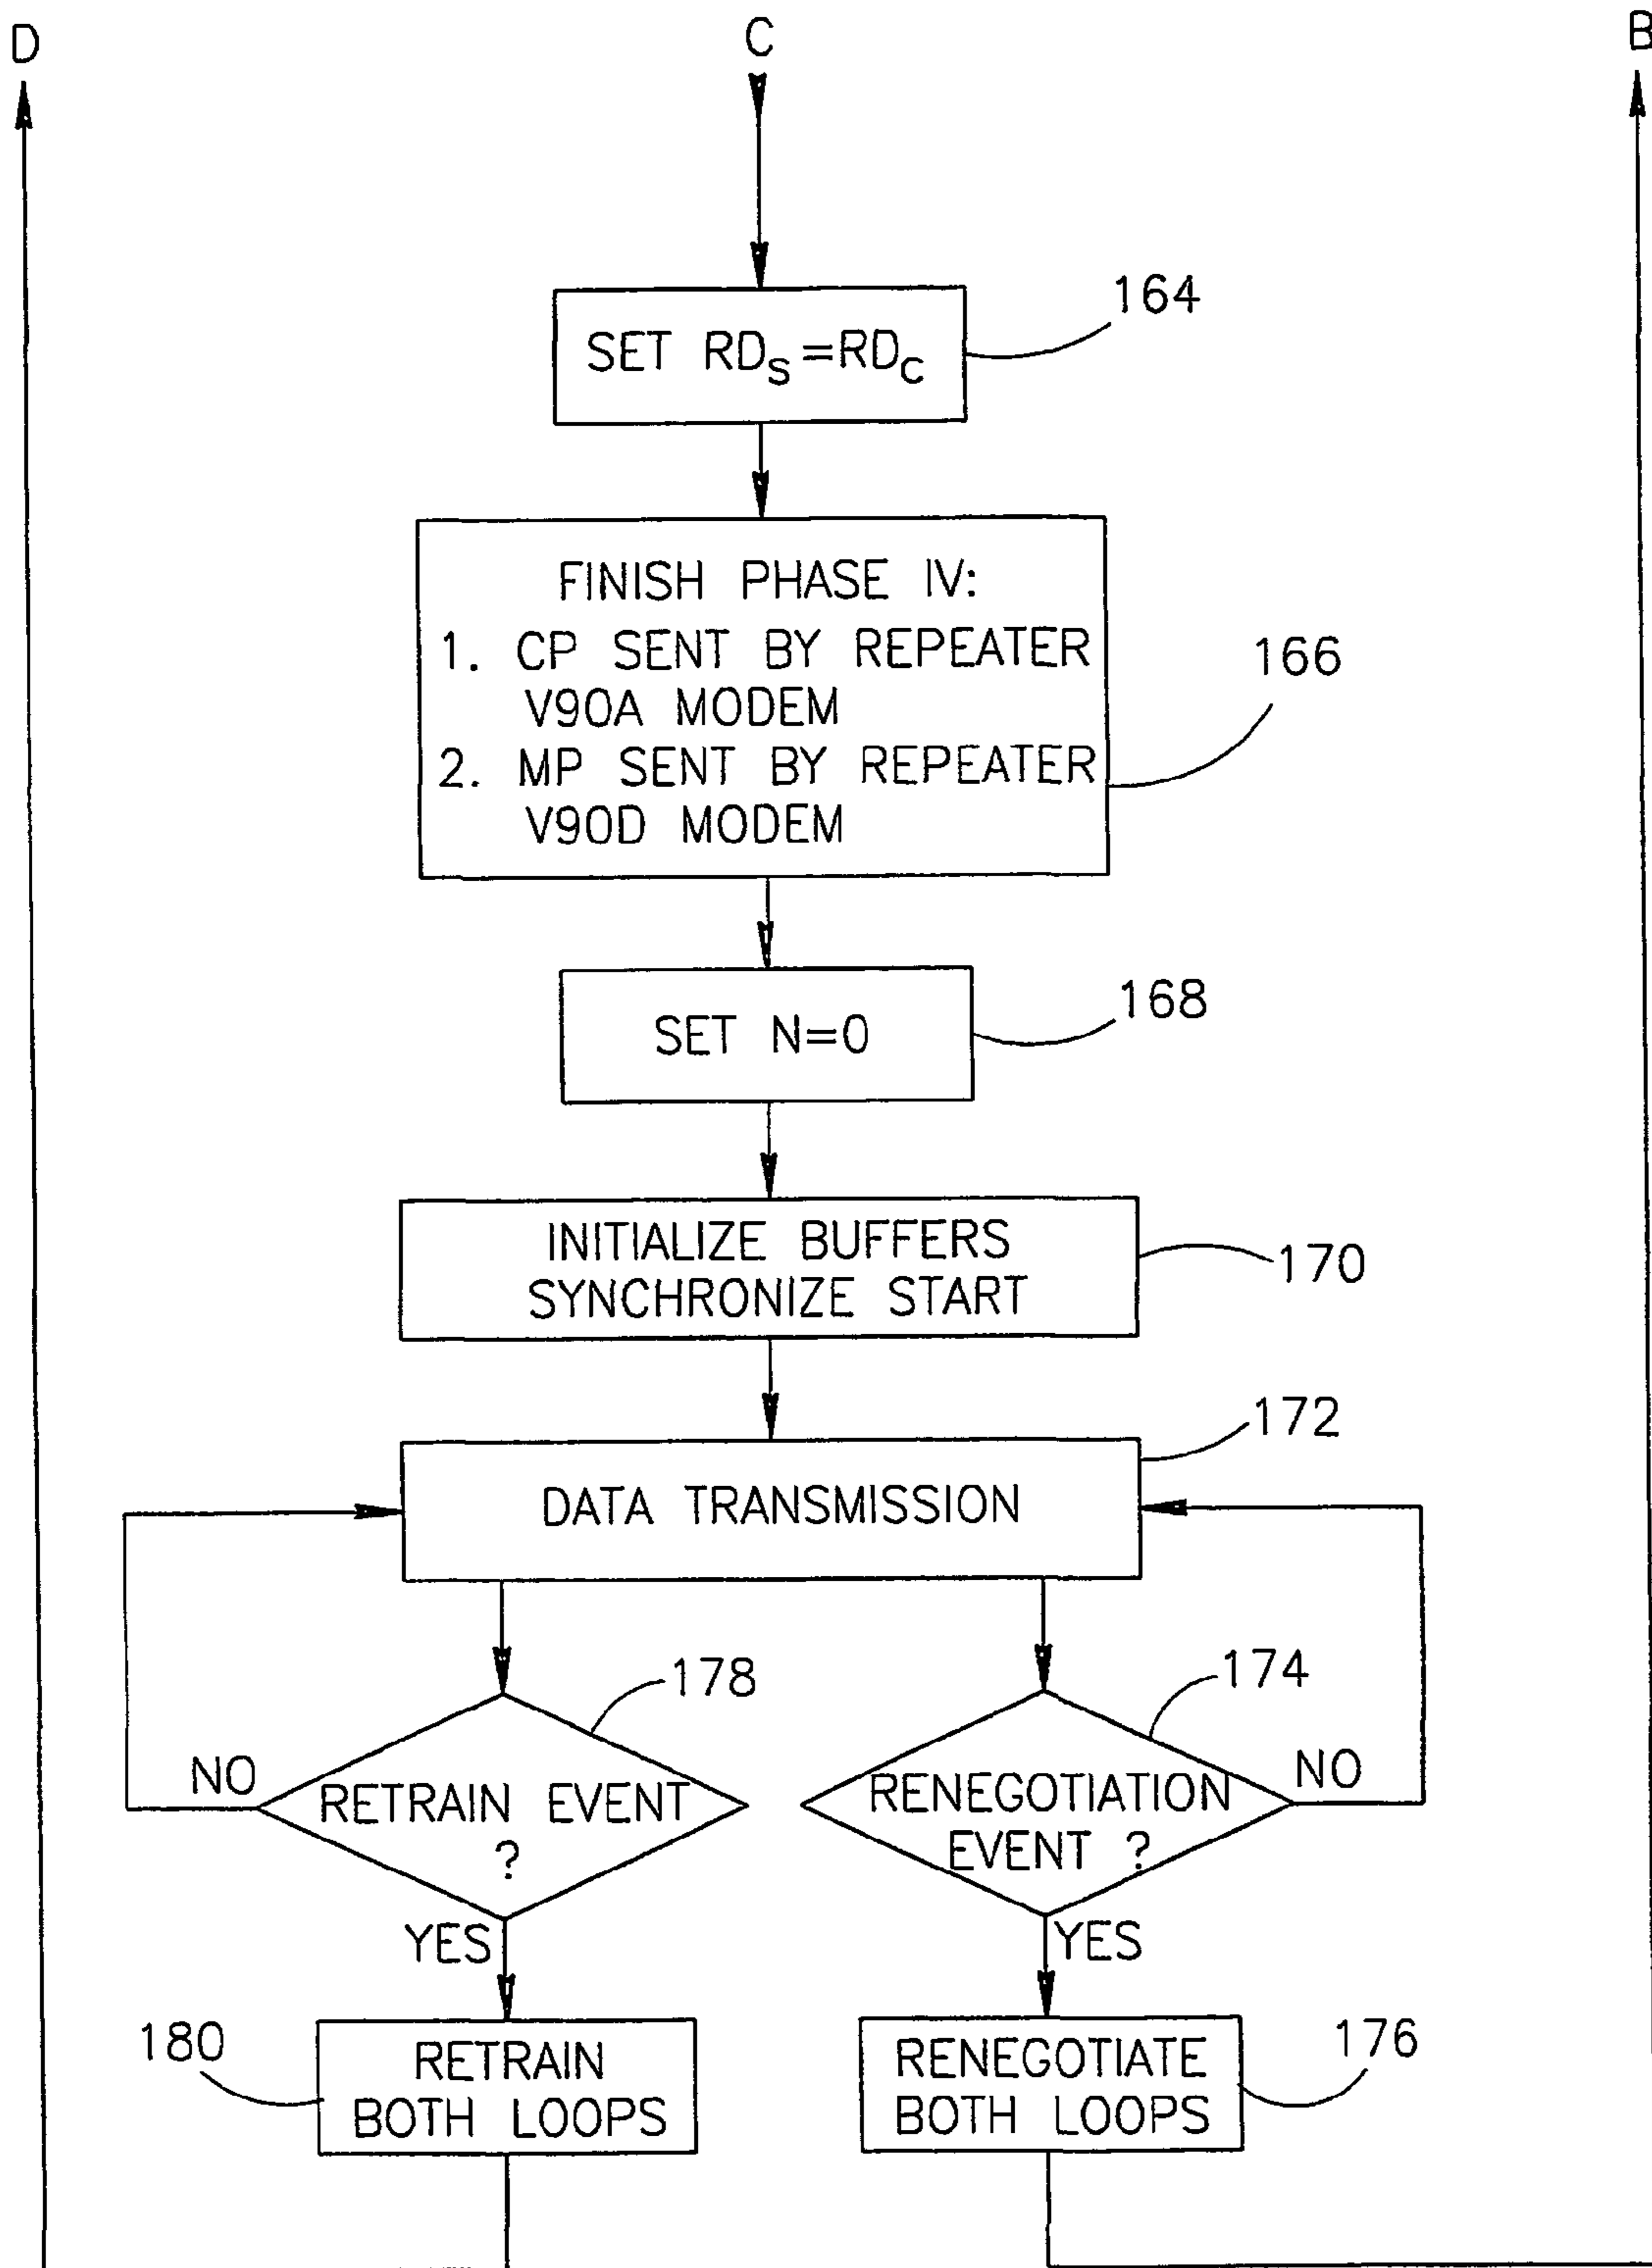 D
C
B
164
SET RDS=RDC
FINISH PHASE IV:
1. CP SENT BY REPEATER
V90A MODEM
166
2. MP SENT BY REPEATER
V90D MODEM
168
SET N=0
INITIALIZE BUFFERS
170
SYNCHRONIZE START
172
DATA TRANSMISSION
178
174
NO
RETRAIN EVENT
?
RENEGOTIATION
EVENT ?
NO
YES
YES
180
RETRAIN
BOTH LOOPS
RENEGOTIATE
BOTH LOOPS
176